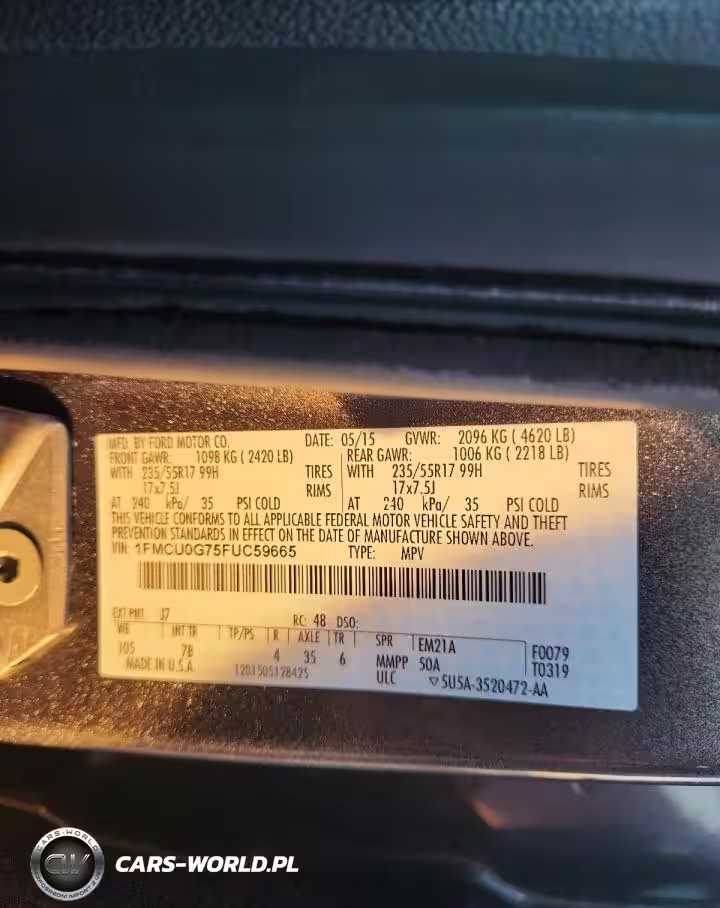 MFD. BY FORD MOTOR CO. DATE: 05/15 GVWR: 2096 KG ( 4620 LB)
FRONT GAWR: 1098 KG ( 2420 LB) REAR GAWR: 1006 KG ( 2218 LB)
WITH 235/55R17 99H TIRES WITH 235/55R17 99H TIRES
17x7.5J RIMS 17x7.5J RIMS
AT 240 kPa/ 35 PSI COLD AT 240 kPa/ 35 PSI COLD
THIS VEHICLE CONFORMS TO ALL APPLICABLE FEDERAL MOTOR VEHICLE SAFETY AND THEFT
PREVENTION STANDARDS IN EFFECT ON THE DATE OF MANUFACTURE SHOWN ABOVE.
VIN: 1FMCU0G75FUC59665 TYPE: MPV
EXT PNT J7 RC: 48 DSO:
WB INT TR TP/PS R AXLE TR SPR EM21A F0079
105 7B 4 35 6 MMPP 50A T0319
MADE IN U.S.A. 1201505128425 ULC ▽5U5A-3520472-AA
CARS-WORLD
CW
CARS-WORLD.PL